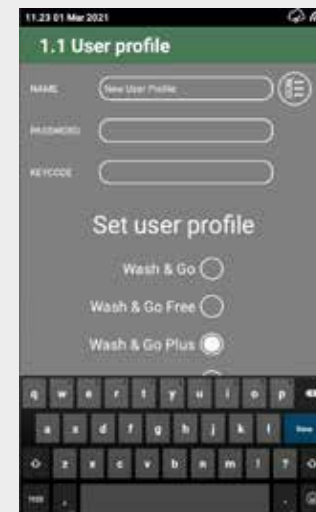 11.23 01 Mar 2021
1.1 User profile
NAME New User Profile
PASSWORD
KEYCODE
Set user profile
Wash & Go
Wash & Go Free
Wash & Go Plus
q w e r t y u i o p
a s d f g h j k l
z x c v b n m ! ?
, .